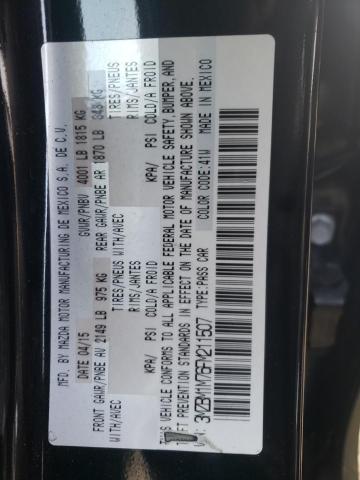 MFD. BY MAZDA MOTOR MANUFACTURING DE MEXICO S.A. DE C.V.
DATE 04/15 GVWR/PNBV 4001 LB 1815 KG
FRONT GAWR/PNBE AV 2149 LB 975 KG REAR GAWR/PNBE AR 1870 LB 848 KG
WITH/AVEC TIRES/PNEUS WITH/AVEC TIRES/PNEUS
RIMS/JANTES RIMS/JANTES
KPA/ PSI COLD/A FROID KPA/ PSI COLD/A FROID
THIS VEHICLE CONFORMS TO ALL APPLICABLE FEDERAL MOTOR VEHICLE SAFETY, BUMPER, AND
THEFT PREVENTION STANDARDS IN EFFECT ON THE DATE OF MANUFACTURE SHOWN ABOVE.
3MZBM1M76FM211507 TYPE: PASS CAR COLOR CODE: 41W MADE IN MEXICO